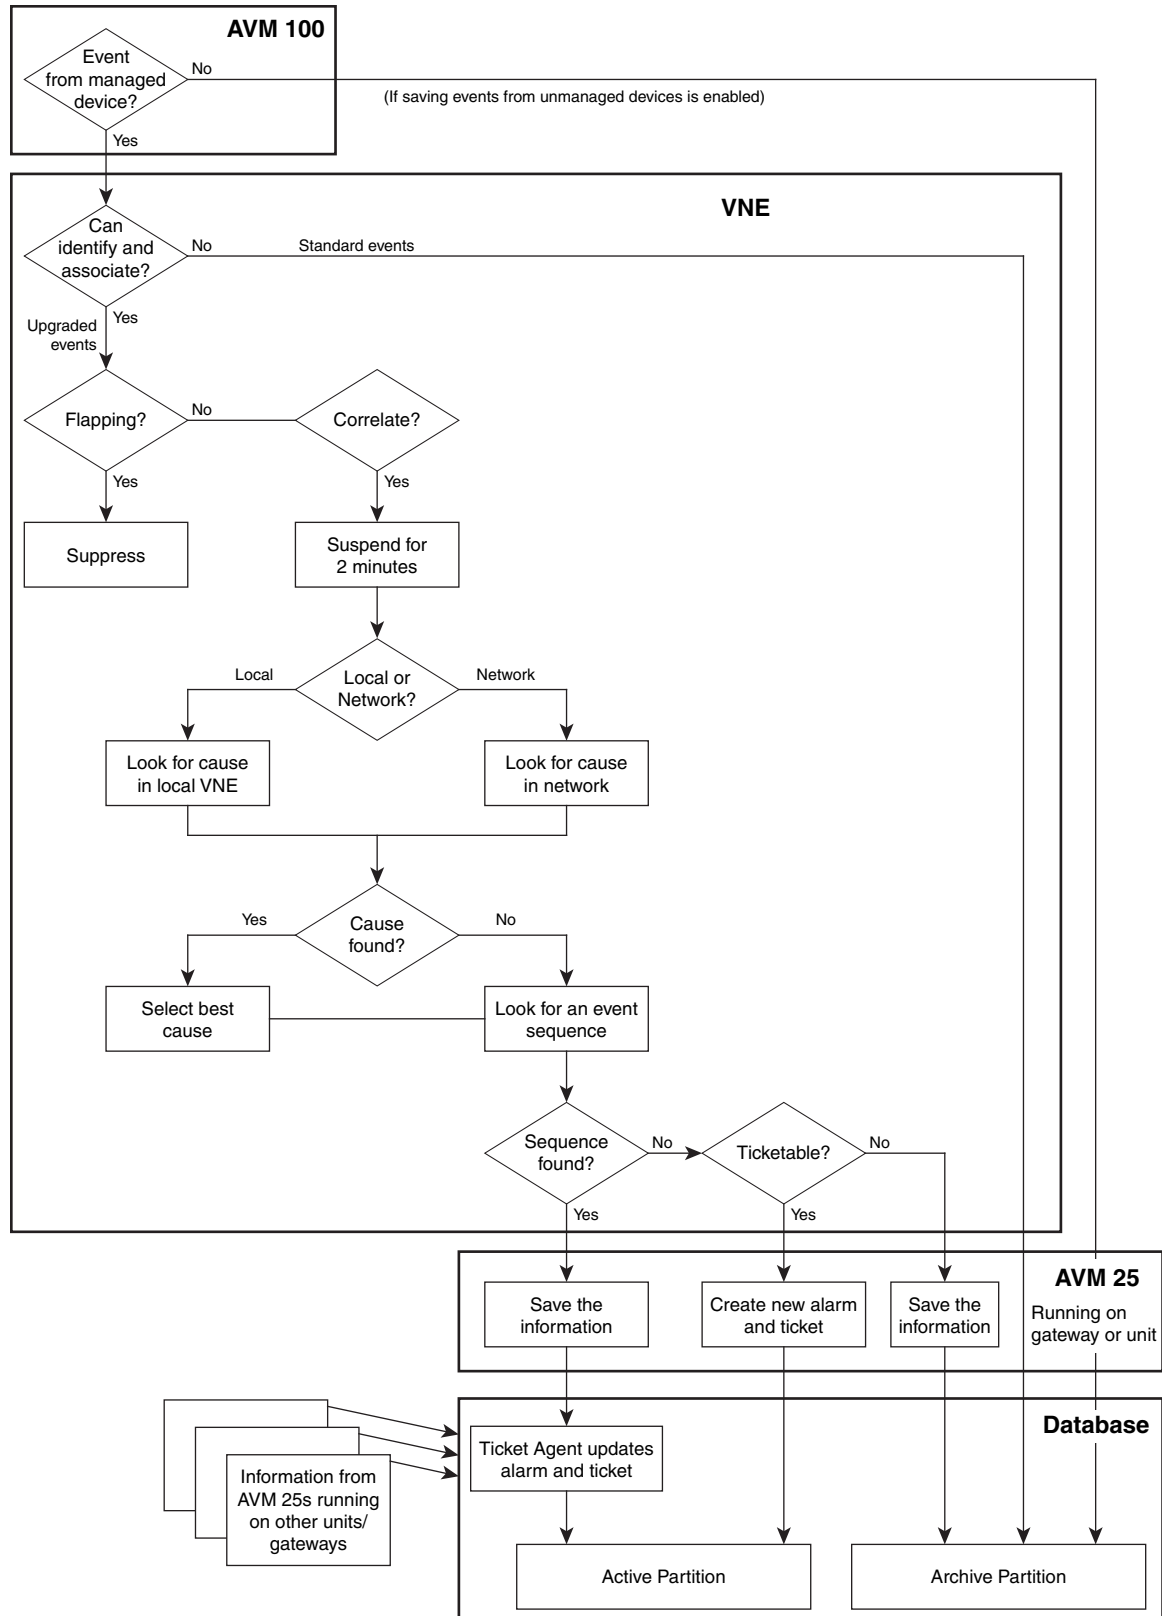 AVM 100
Event
from managed
device?
No
(If saving events from unmanaged devices is enabled)
Yes
VNE
Can
identify and
associate?
No
Standard events
Yes
Upgraded
events
Flapping?
No
Correlate?
Yes
Yes
Suppress
Suspend for
2 minutes
Local
Local or
Network?
Network
Look for cause
in local VNE
Look for cause
in network
Yes
Cause
found?
No
Select best
cause
Look for an event
sequence
Sequence
found?
No
Ticketable?
No
Yes
Yes
AVM 25
Save the
information
Create new alarm
and ticket
Save the
information
Running on
gateway or unit
Database
Ticket Agent updates
alarm and ticket
Information from
AVM 25s running
on other units/
gateways
Active Partition
Archive Partition